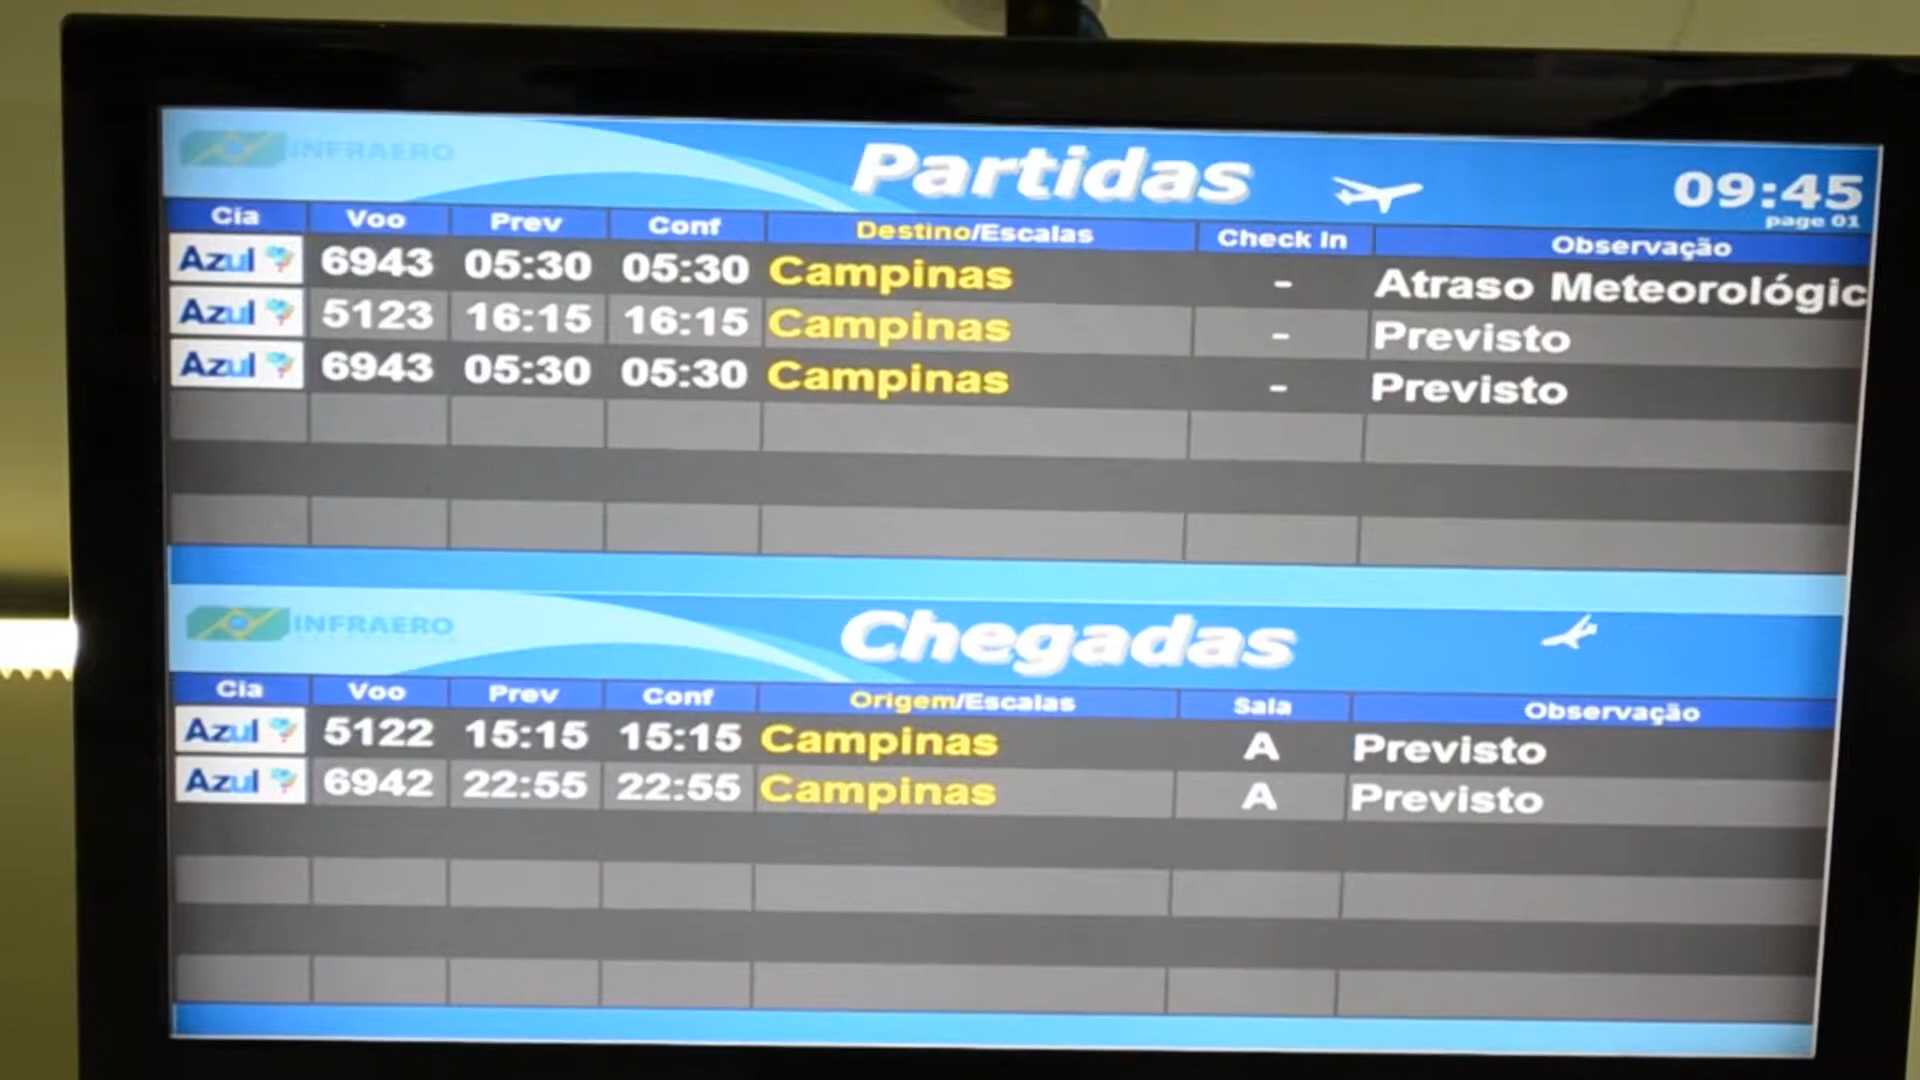 INFRAERO Partidas 09:45
page 01
Cia Voo Prev Conf Destino/Escalas Check In Observação
Azul 6943 05:30 05:30 Campinas - Atraso Meteorológic
Azul 5123 16:15 16:15 Campinas - Previsto
Azul 6943 05:30 05:30 Campinas - Previsto
INFRAERO Chegadas
Cia Voo Prev Conf Origem/Escalas Sala Observação
Azul 5122 15:15 15:15 Campinas A Previsto
Azul 6942 22:55 22:55 Campinas A Previsto